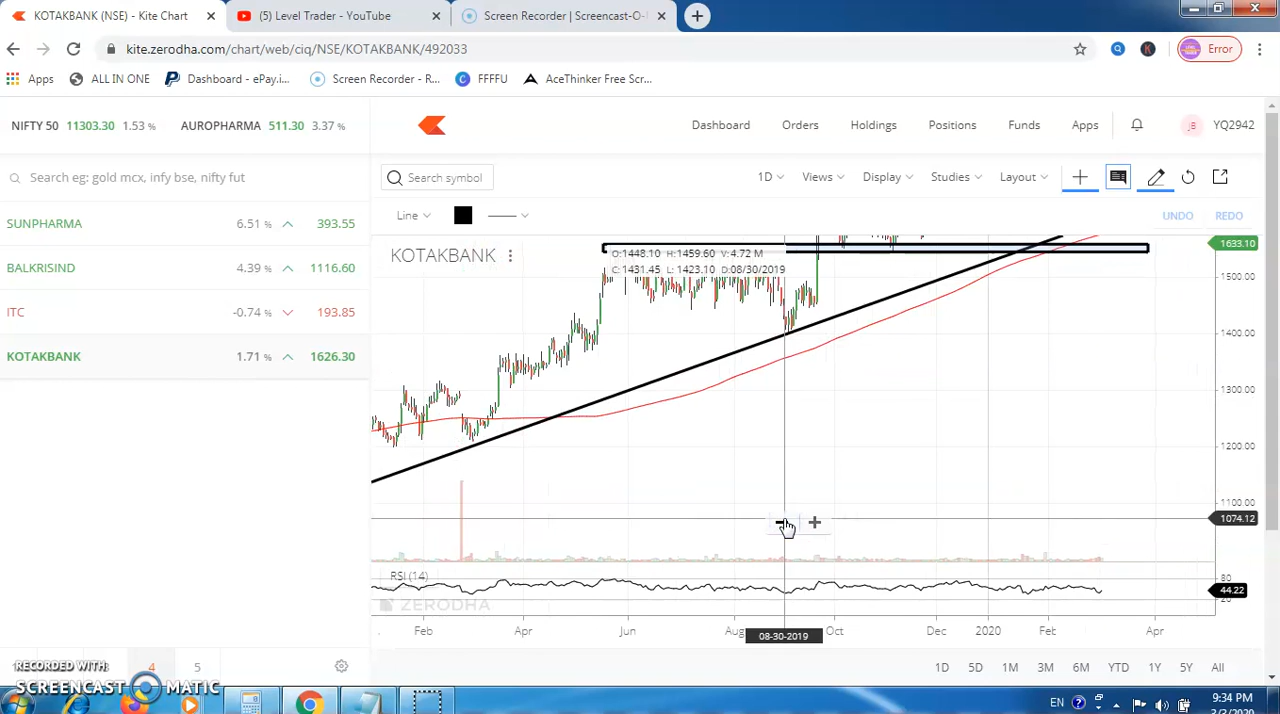 KOTAKBANK (NSE) - Kite Chart
(5) Level Trader - YouTube
Screen Recorder: Screencast-O-
kite.zerodha.com/chart/web/ciq/NSE/KOTAKBANK/492033
Error
Apps
ALL IN ONE
Dashboard - ePay.i...
Screen Recorder - R...
FFFFU
AceThinker Free Scr...
NIFTY 50 11303.30 1.53 %
AUROPHARMA 511.30 3.37 %
Dashboard
Orders
Holdings
Positions
Funds
Apps
YQ2942
Search eg: gold mcx, infy bse, nifty fut
Search symbol
1D
Views
Display
Studies
Layout
SUNPHARMA 6.51 % 393.55
BALKRISIND 4.39 % 1116.60
ITC -0.74 % 193.85
KOTAKBANK 1.71 % 1626.30
Line
UNDO
REDO
KOTAKBANK
O:1448.10 H:1459.60 V:4.72 M
C:1431.45 L:1423.10 D:08/30/2019
1633.10
1500.00
1400.00
1300.00
1200.00
1100.00
1074.12
RSI (14)
80
44.22
20
ZERODHA
Feb
Apr
Jun
Aug
08-30-2019
Oct
Dec
2020
Feb
Apr
4
5
1D
5D
1M
3M
6M
YTD
1Y
5Y
All
RECORDED WITH:
SCREENCAST MATIC
EN
9:34 PM
3/3/2020